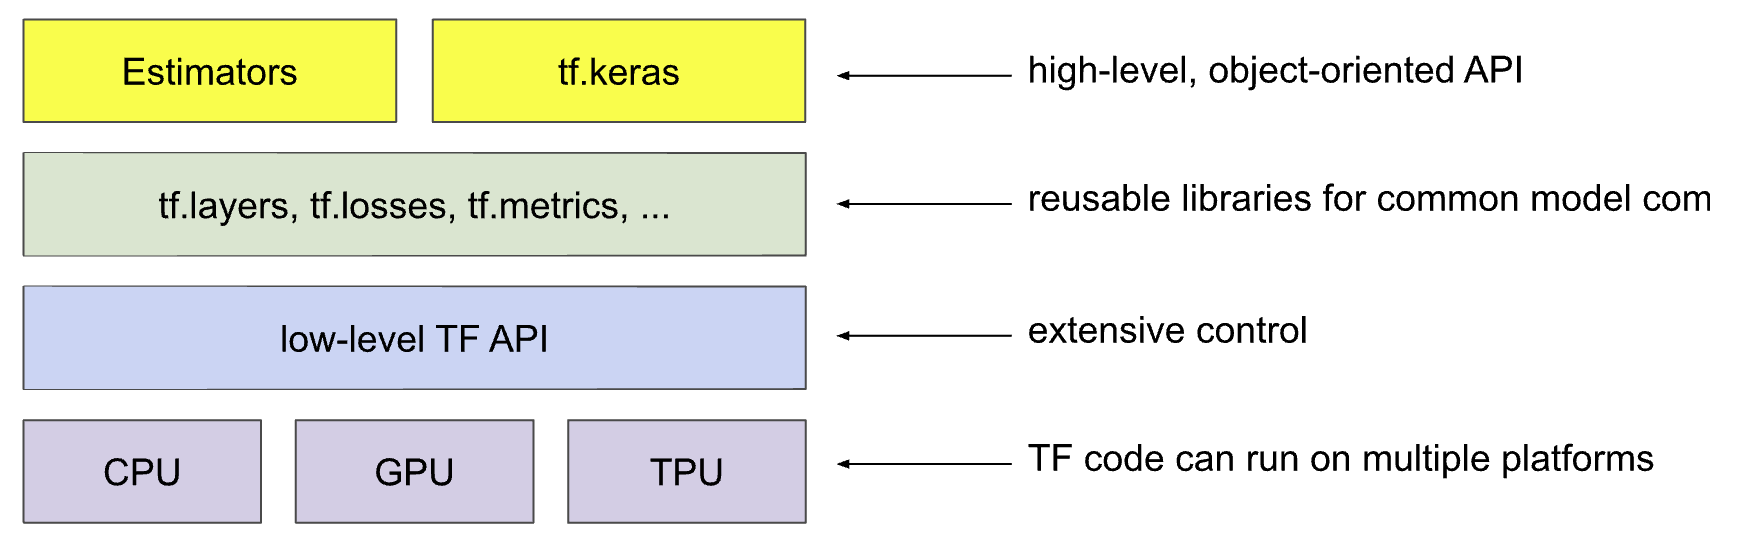 Estimators
tf.keras
high-level, object-oriented API
tf.layers, tf.losses, tf.metrics, ...
reusable libraries for common model com
low-level TF API
extensive control
CPU
GPU
TPU
TF code can run on multiple platforms